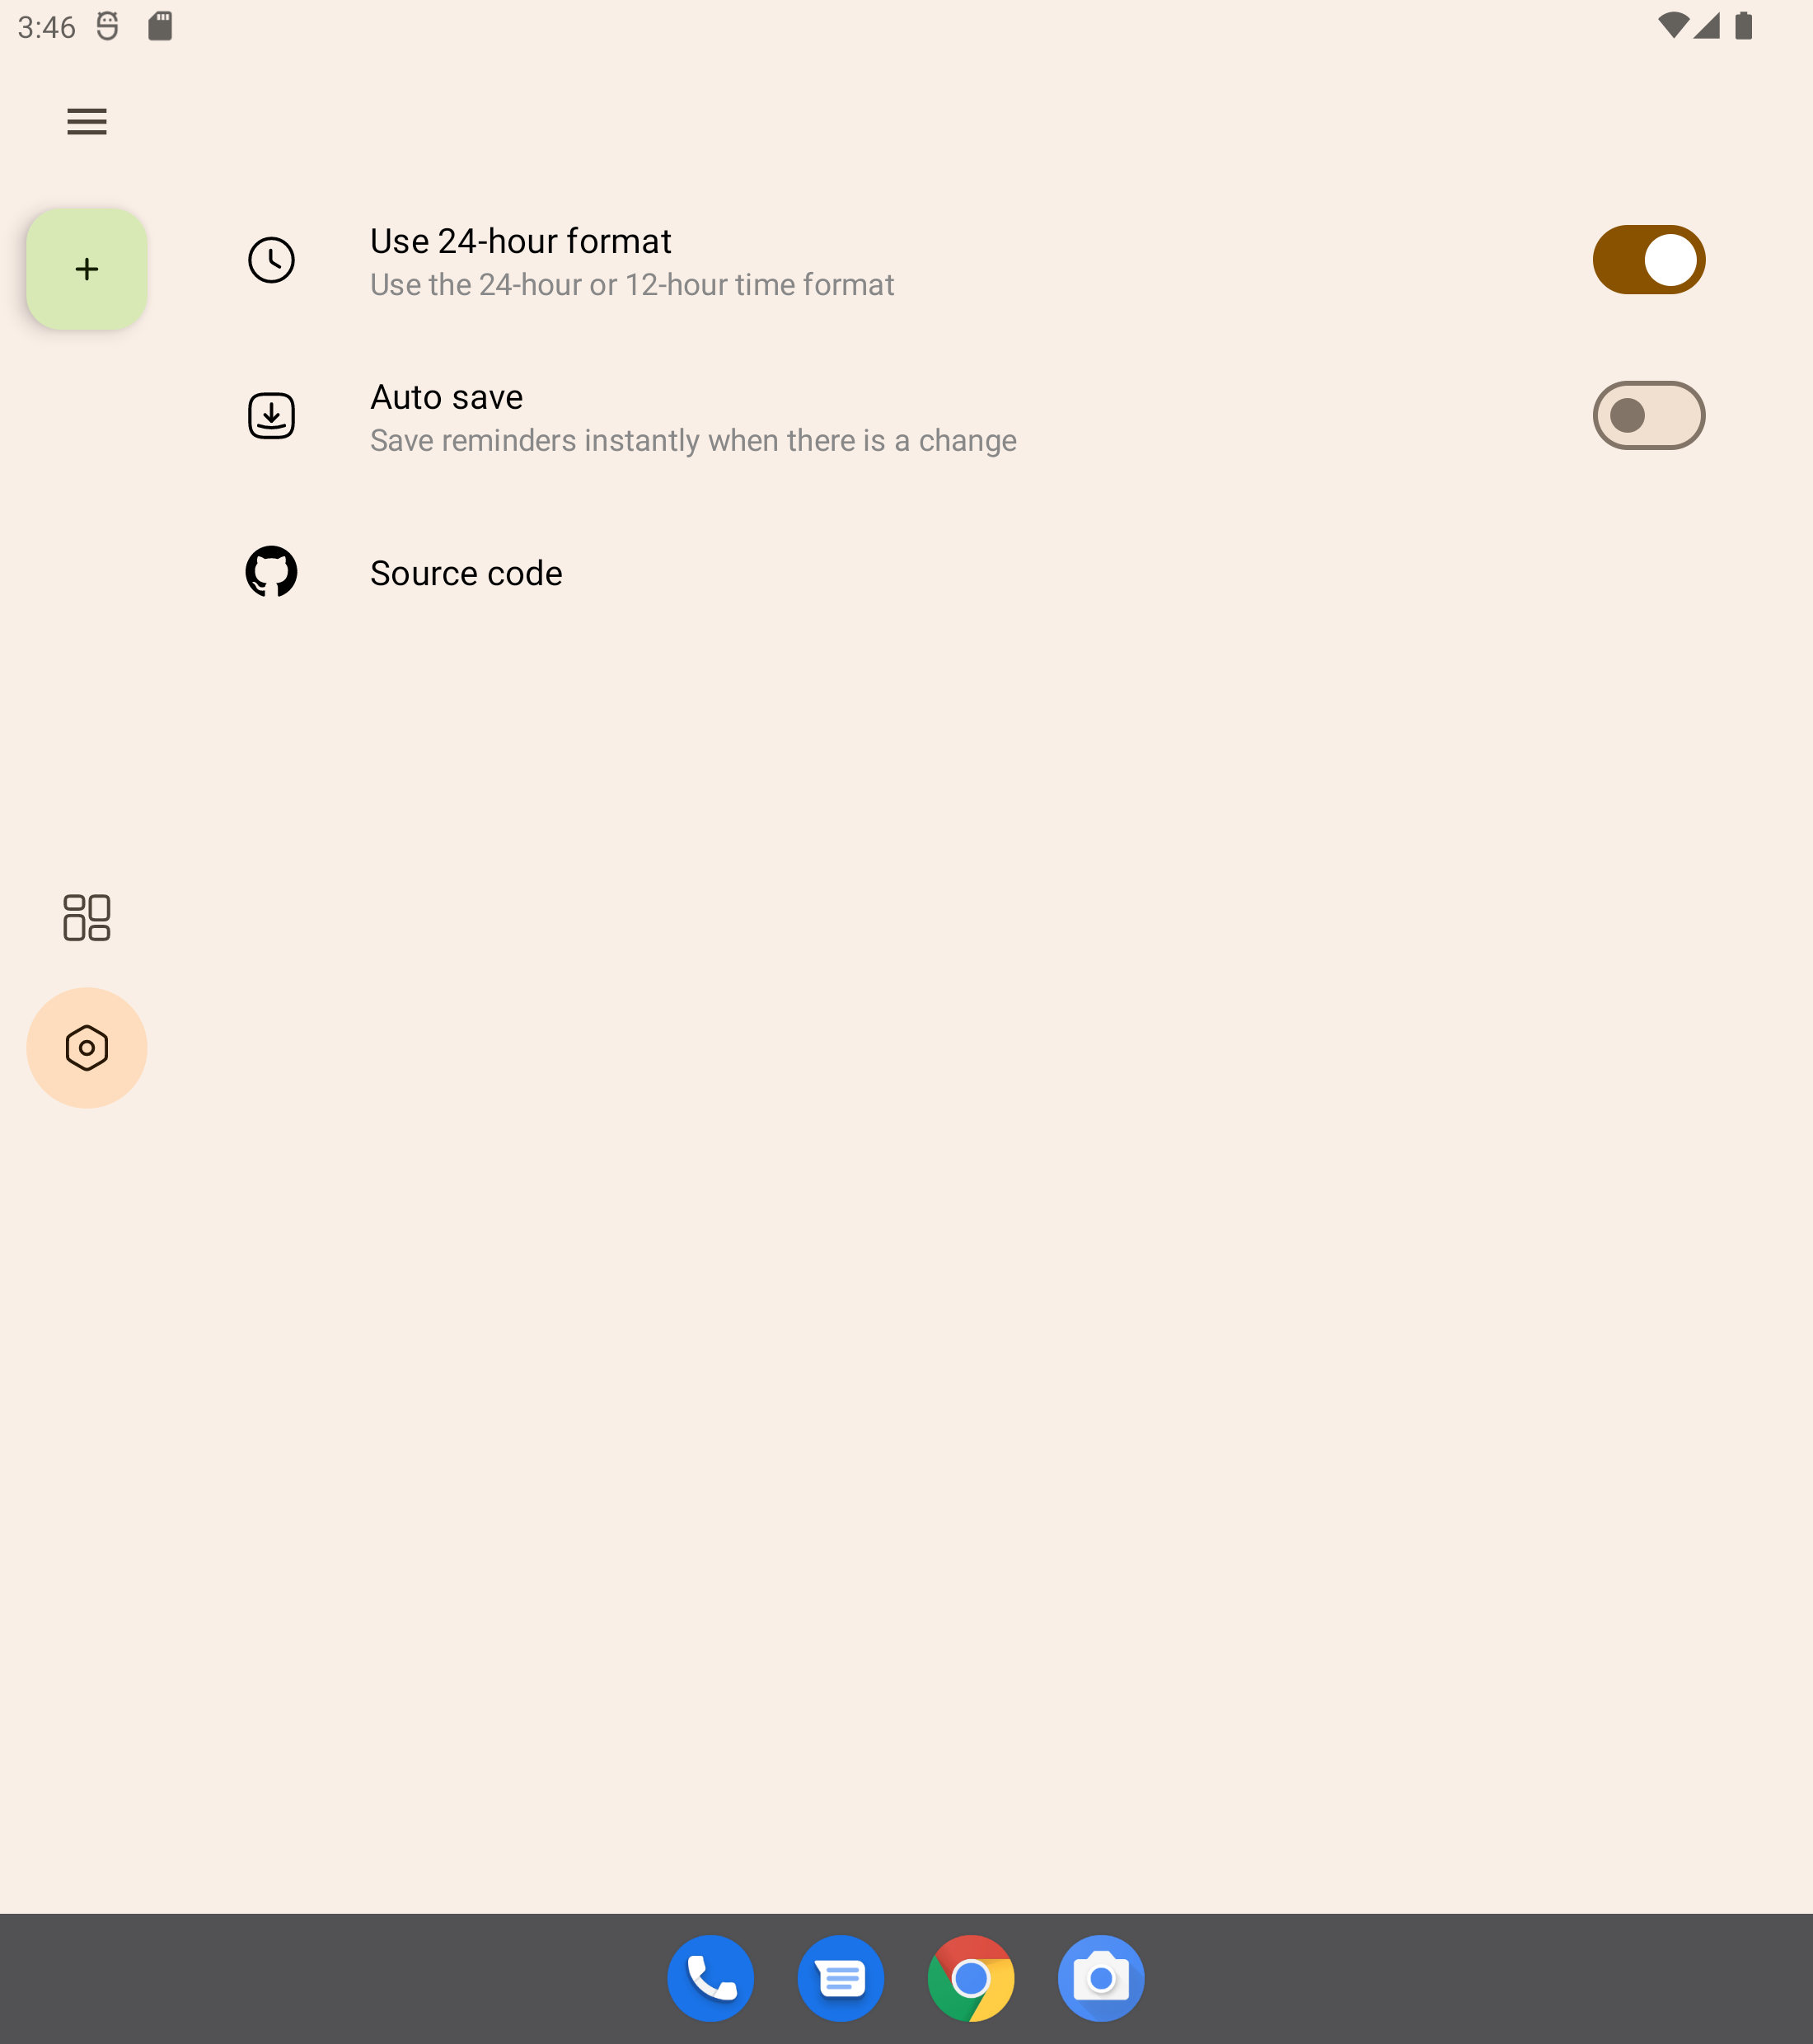 3:46
Use 24-hour format
Use the 24-hour or 12-hour time format
Auto save
Save reminders instantly when there is a change
Source code